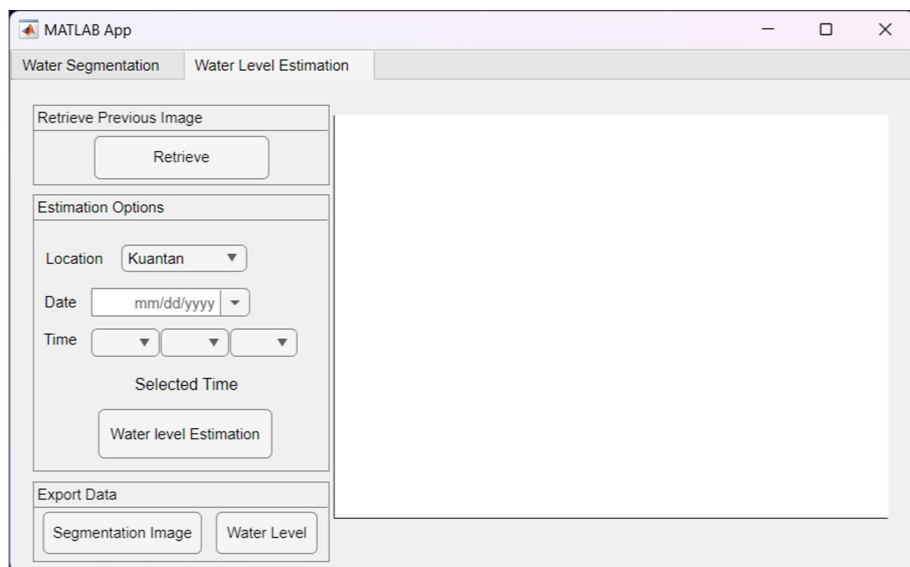 MATLAB App
Water Segmentation Water Level Estimation
Retrieve Previous Image
Retrieve
Estimation Options
Location Kuantan
Date mm/dd/yyyy
Time
Selected Time
Water level Estimation
Export Data
Segmentation Image Water Level